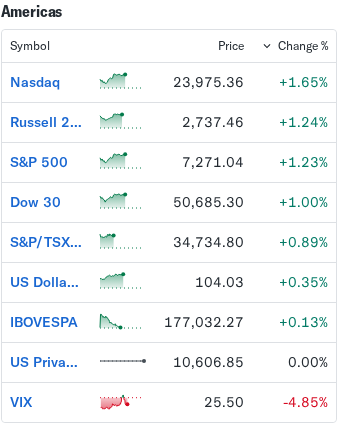 Americas
Symbol Price Change %
Nasdaq 23,975.36 +1.65%
Russell 2... 2,737.46 +1.24%
S&P 500 7,271.04 +1.23%
Dow 30 50,685.30 +1.00%
S&P/TSX... 34,734.80 +0.89%
US Dolla... 104.03 +0.35%
IBOVESPA 177,032.27 +0.13%
US Priva... 10,606.85 0.00%
VIX 25.50 -4.85%